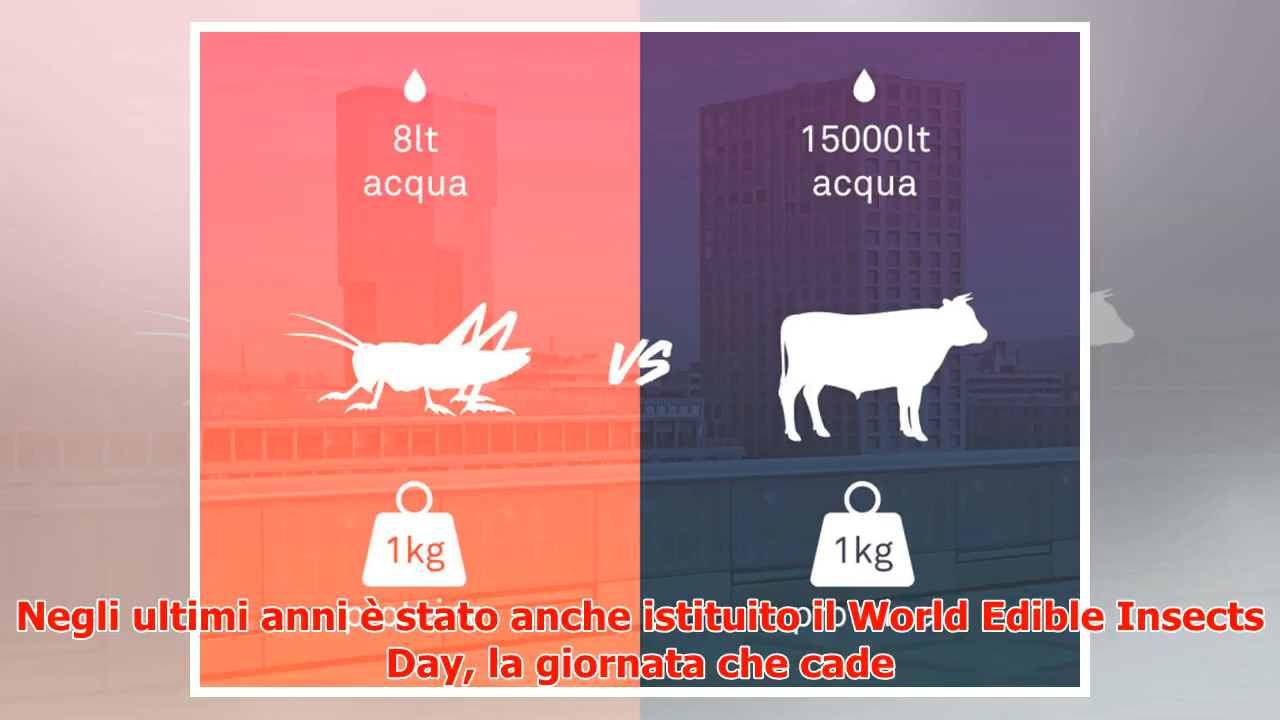 8lt
acqua
15000lt
acqua
VS
1kg
1kg
Negli ultimi anni è stato anche istituito il World Edible Insects
Day, la giornata che cade